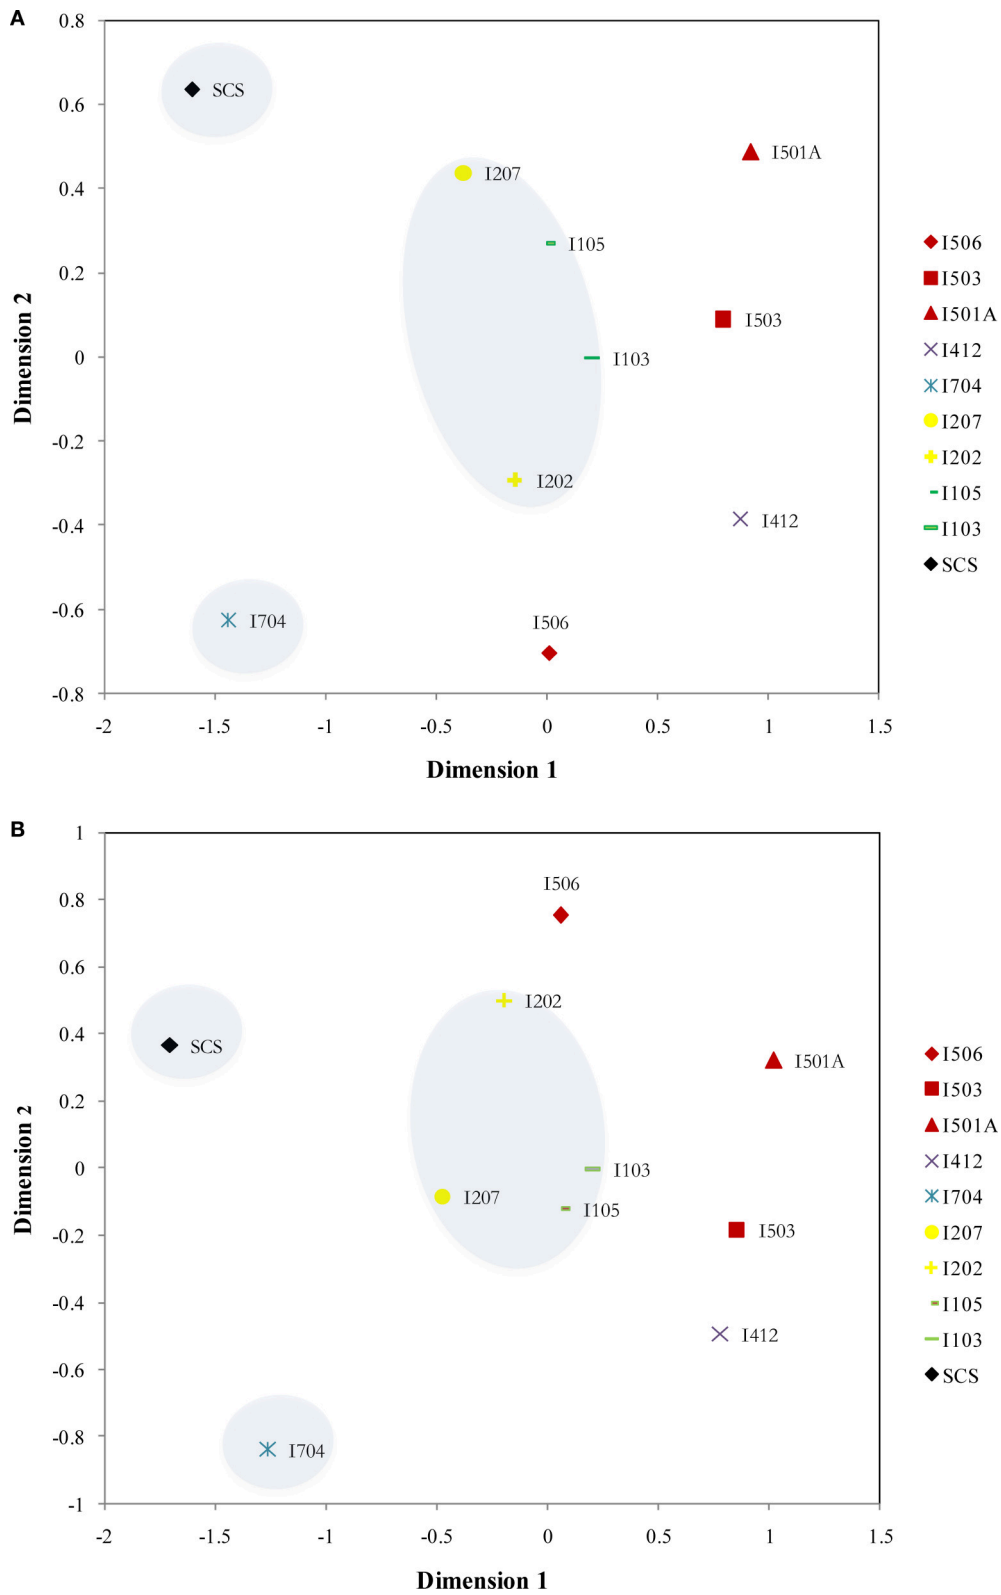 A
0.8
0.6
0.4
0.2
0
-0.2
-0.4
-0.6
-0.8
-2
-1.5
-1
-0.5
0
0.5
1
1.5
Dimension 2
Dimension 1
SCS
I501A
I207
I105
I503
I103
I202
I412
I704
I506
I506
I503
I501A
I412
I704
I207
I202
I105
I103
SCS
B
1
0.8
0.6
0.4
0.2
0
-0.2
-0.4
-0.6
-0.8
-1
-2
-1.5
-1
-0.5
0
0.5
1
1.5
Dimension 2
Dimension 1
I506
I202
SCS
I501A
I103
I207
I105
I503
I412
I704
I506
I503
I501A
I412
I704
I207
I202
I105
I103
SCS